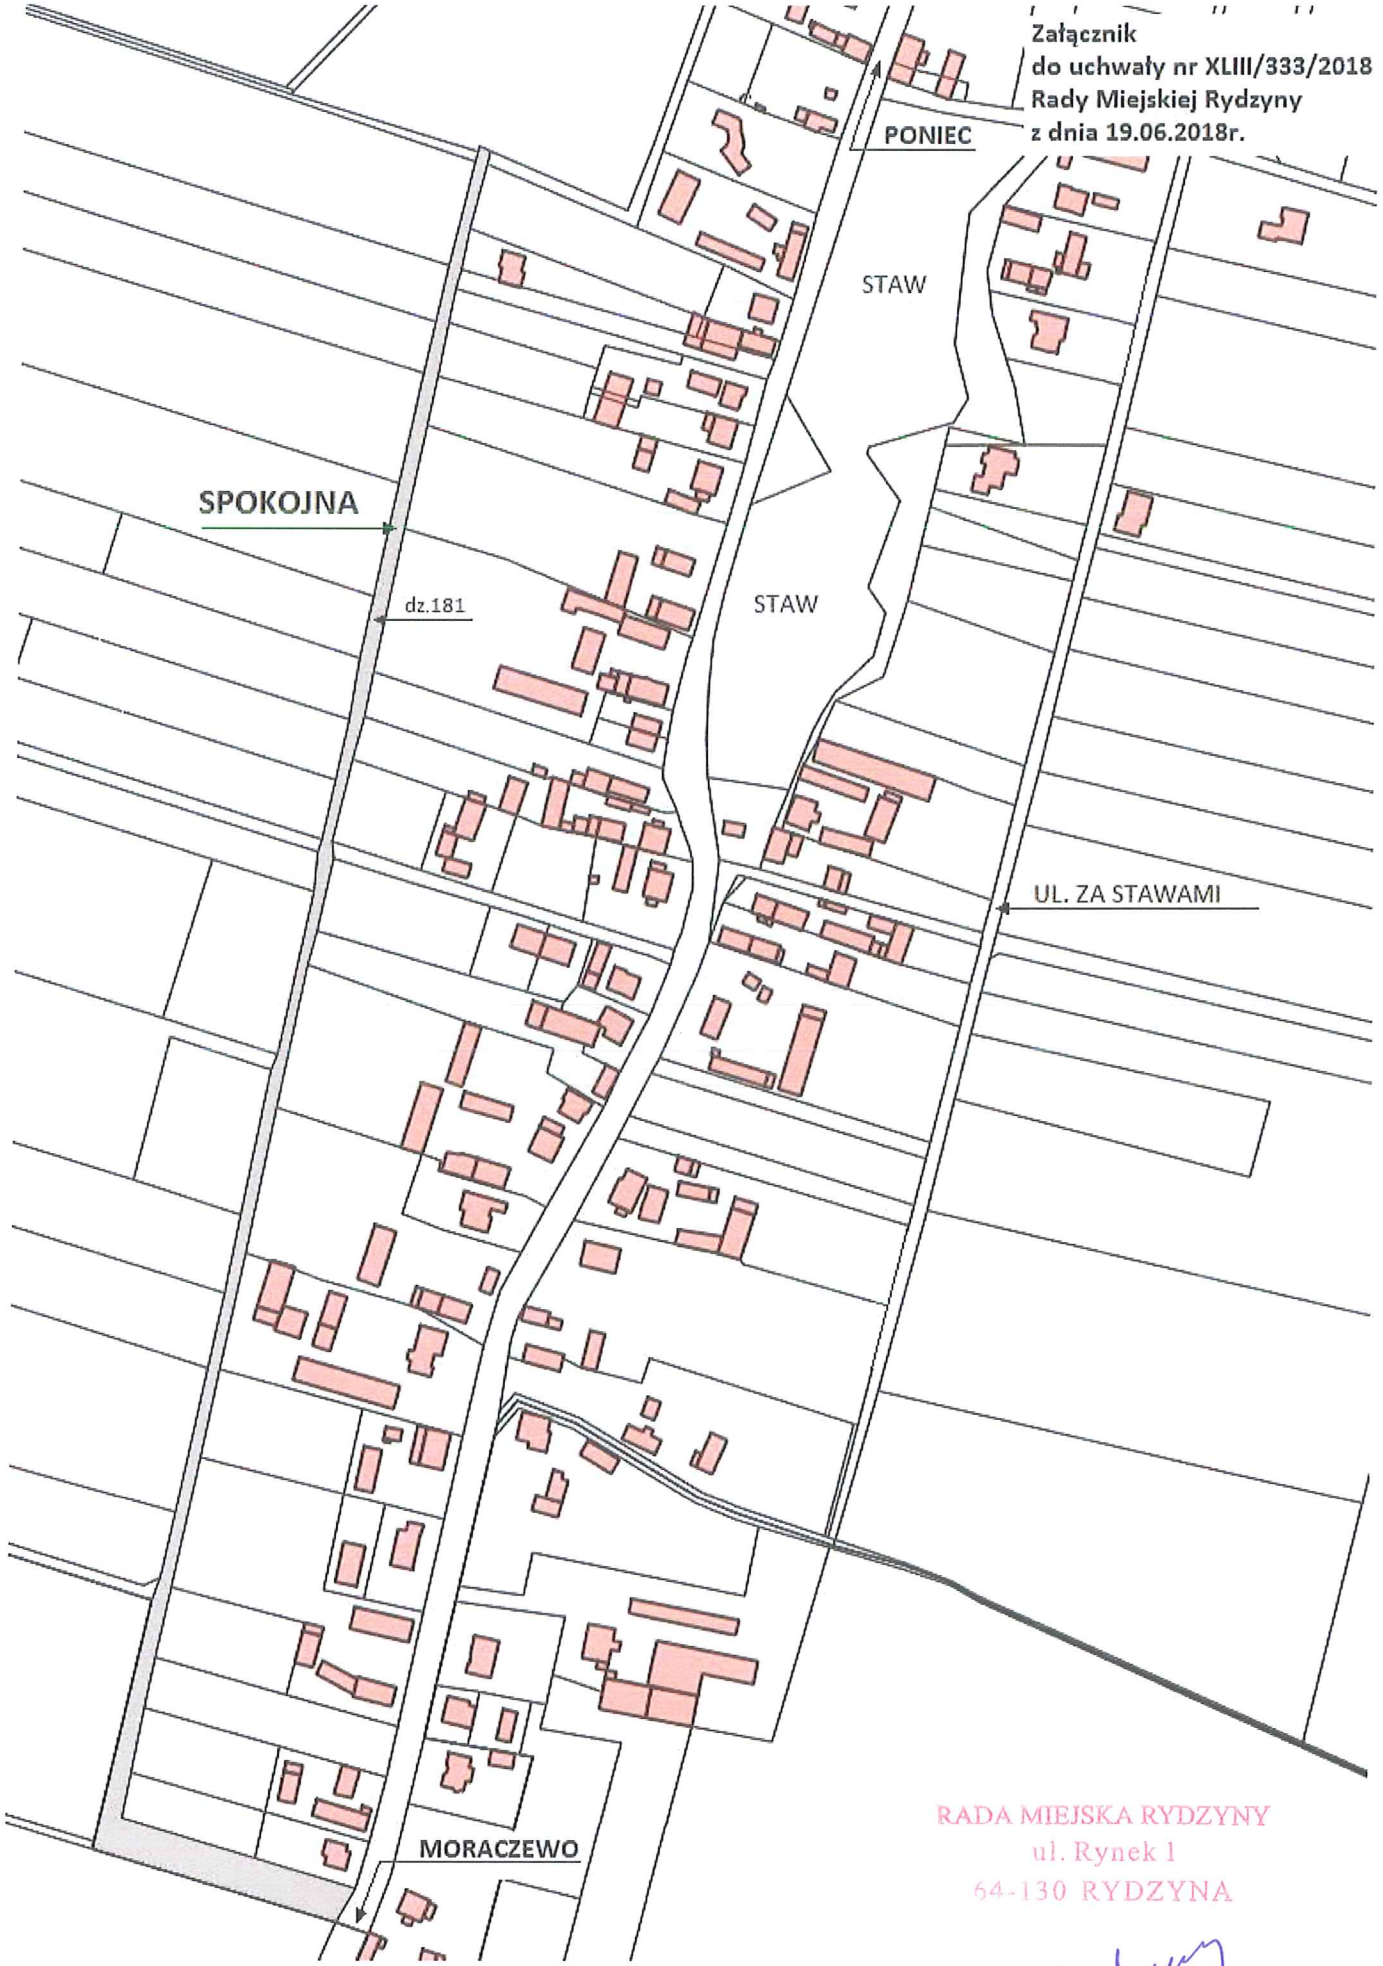 Załącznik
do uchwały nr XLIII/333/2018
Rady Miejskiej Rydzyny
z dnia 19.06.2018r.
PONIEC
STAW
SPOKOJNA
STAW
dz.181
UL. ZA STAWAMI
MORACZEWO
RADA MIEJSKA RYDZYNY
ul. Rynek 1
64-130 RYDZYNA